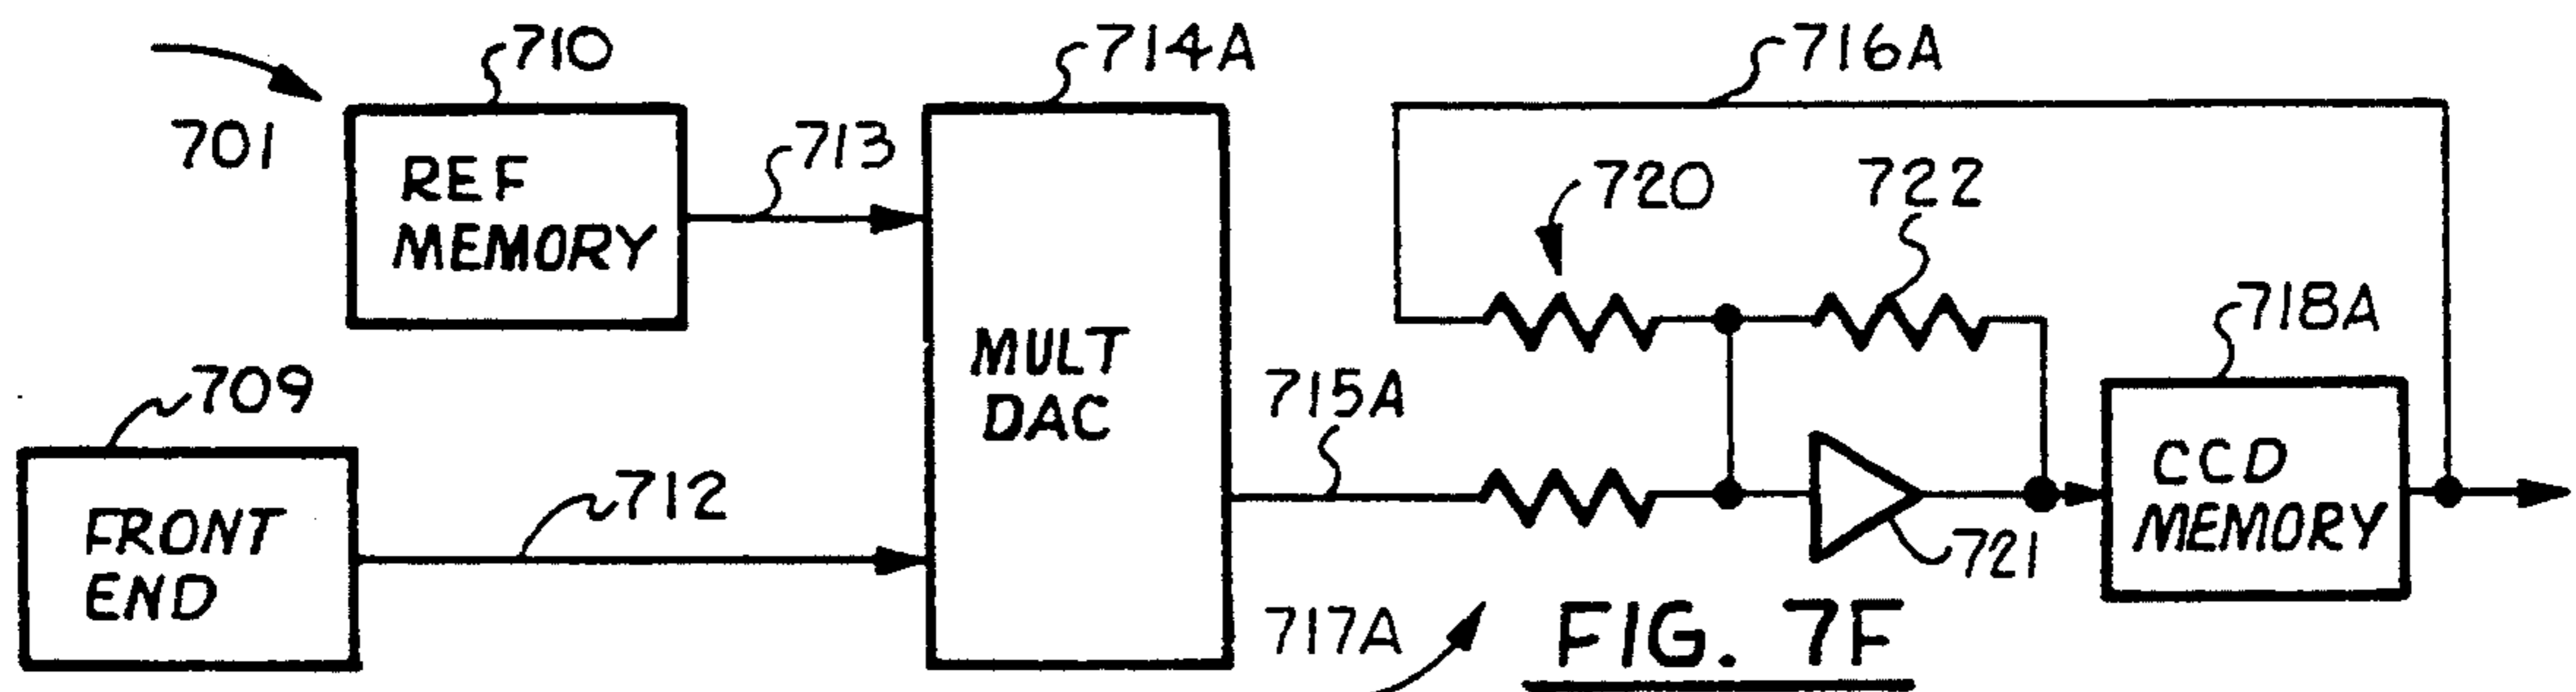 701
710
REF
MEMORY
713
714A
MULT
DAC
709
FRONT
END
712
715A
716A
720
722
721
717A
718A
CCD
MEMORY
FIG. 7F